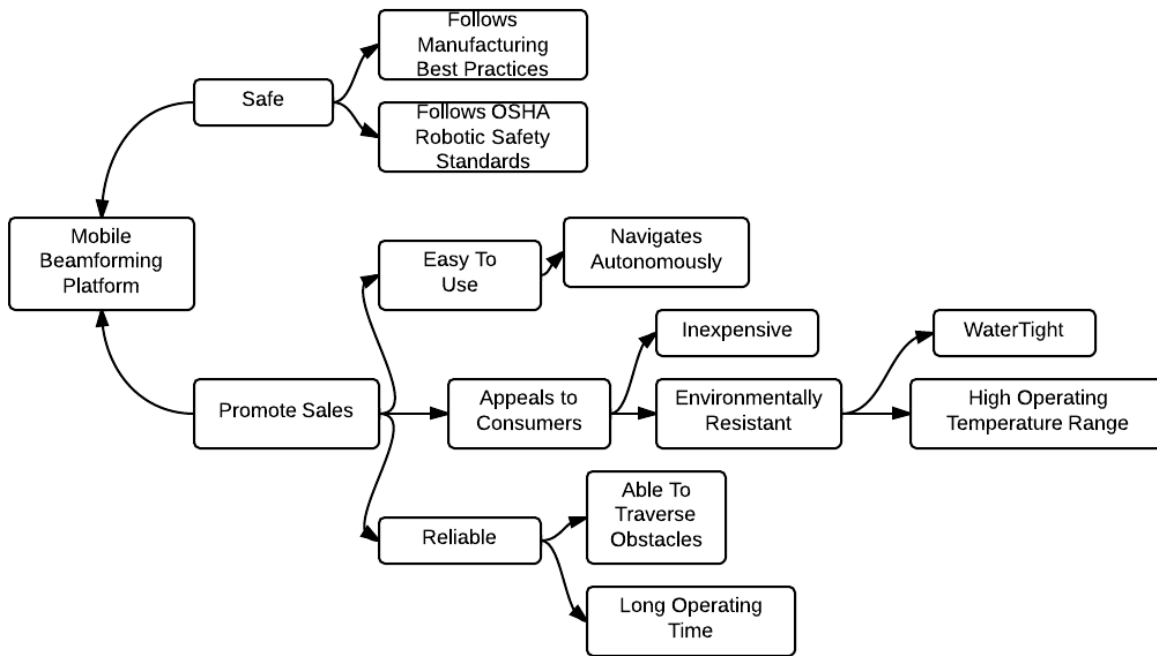 Follows
Manufacturing
Best Practices
Safe
Follows OSHA
Robotic Safety
Standards
Mobile
Beamforming
Platform
Easy To
Use
Navigates
Autonomously
Inexpensive
WaterTight
Promote Sales
Appeals to
Consumers
Environmentally
Resistant
High Operating
Temperature Range
Reliable
Able To
Traverse
Obstacles
Long Operating
Time